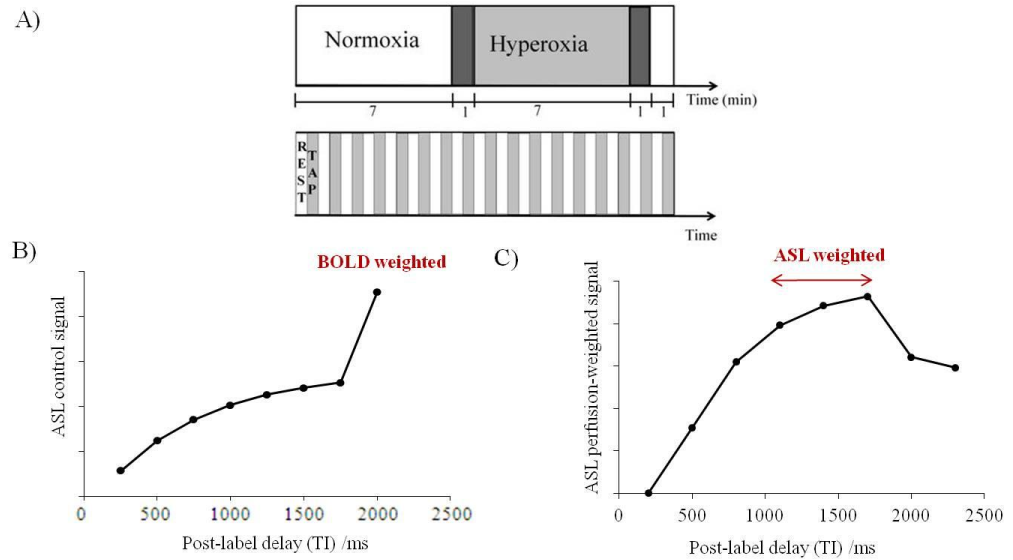 A)
Normoxia
Hyperoxia
Time (min)
7
1
7
1
1
REST
TAP
Time
B)
BOLD weighted
ASL control signal
0
500
1000
1500
2000
2500
Post-label delay (TI) /ms
C)
ASL weighted
ASL perfusion-weighted signal
0
500
1000
1500
2000
2500
Post-label delay (TI) /ms